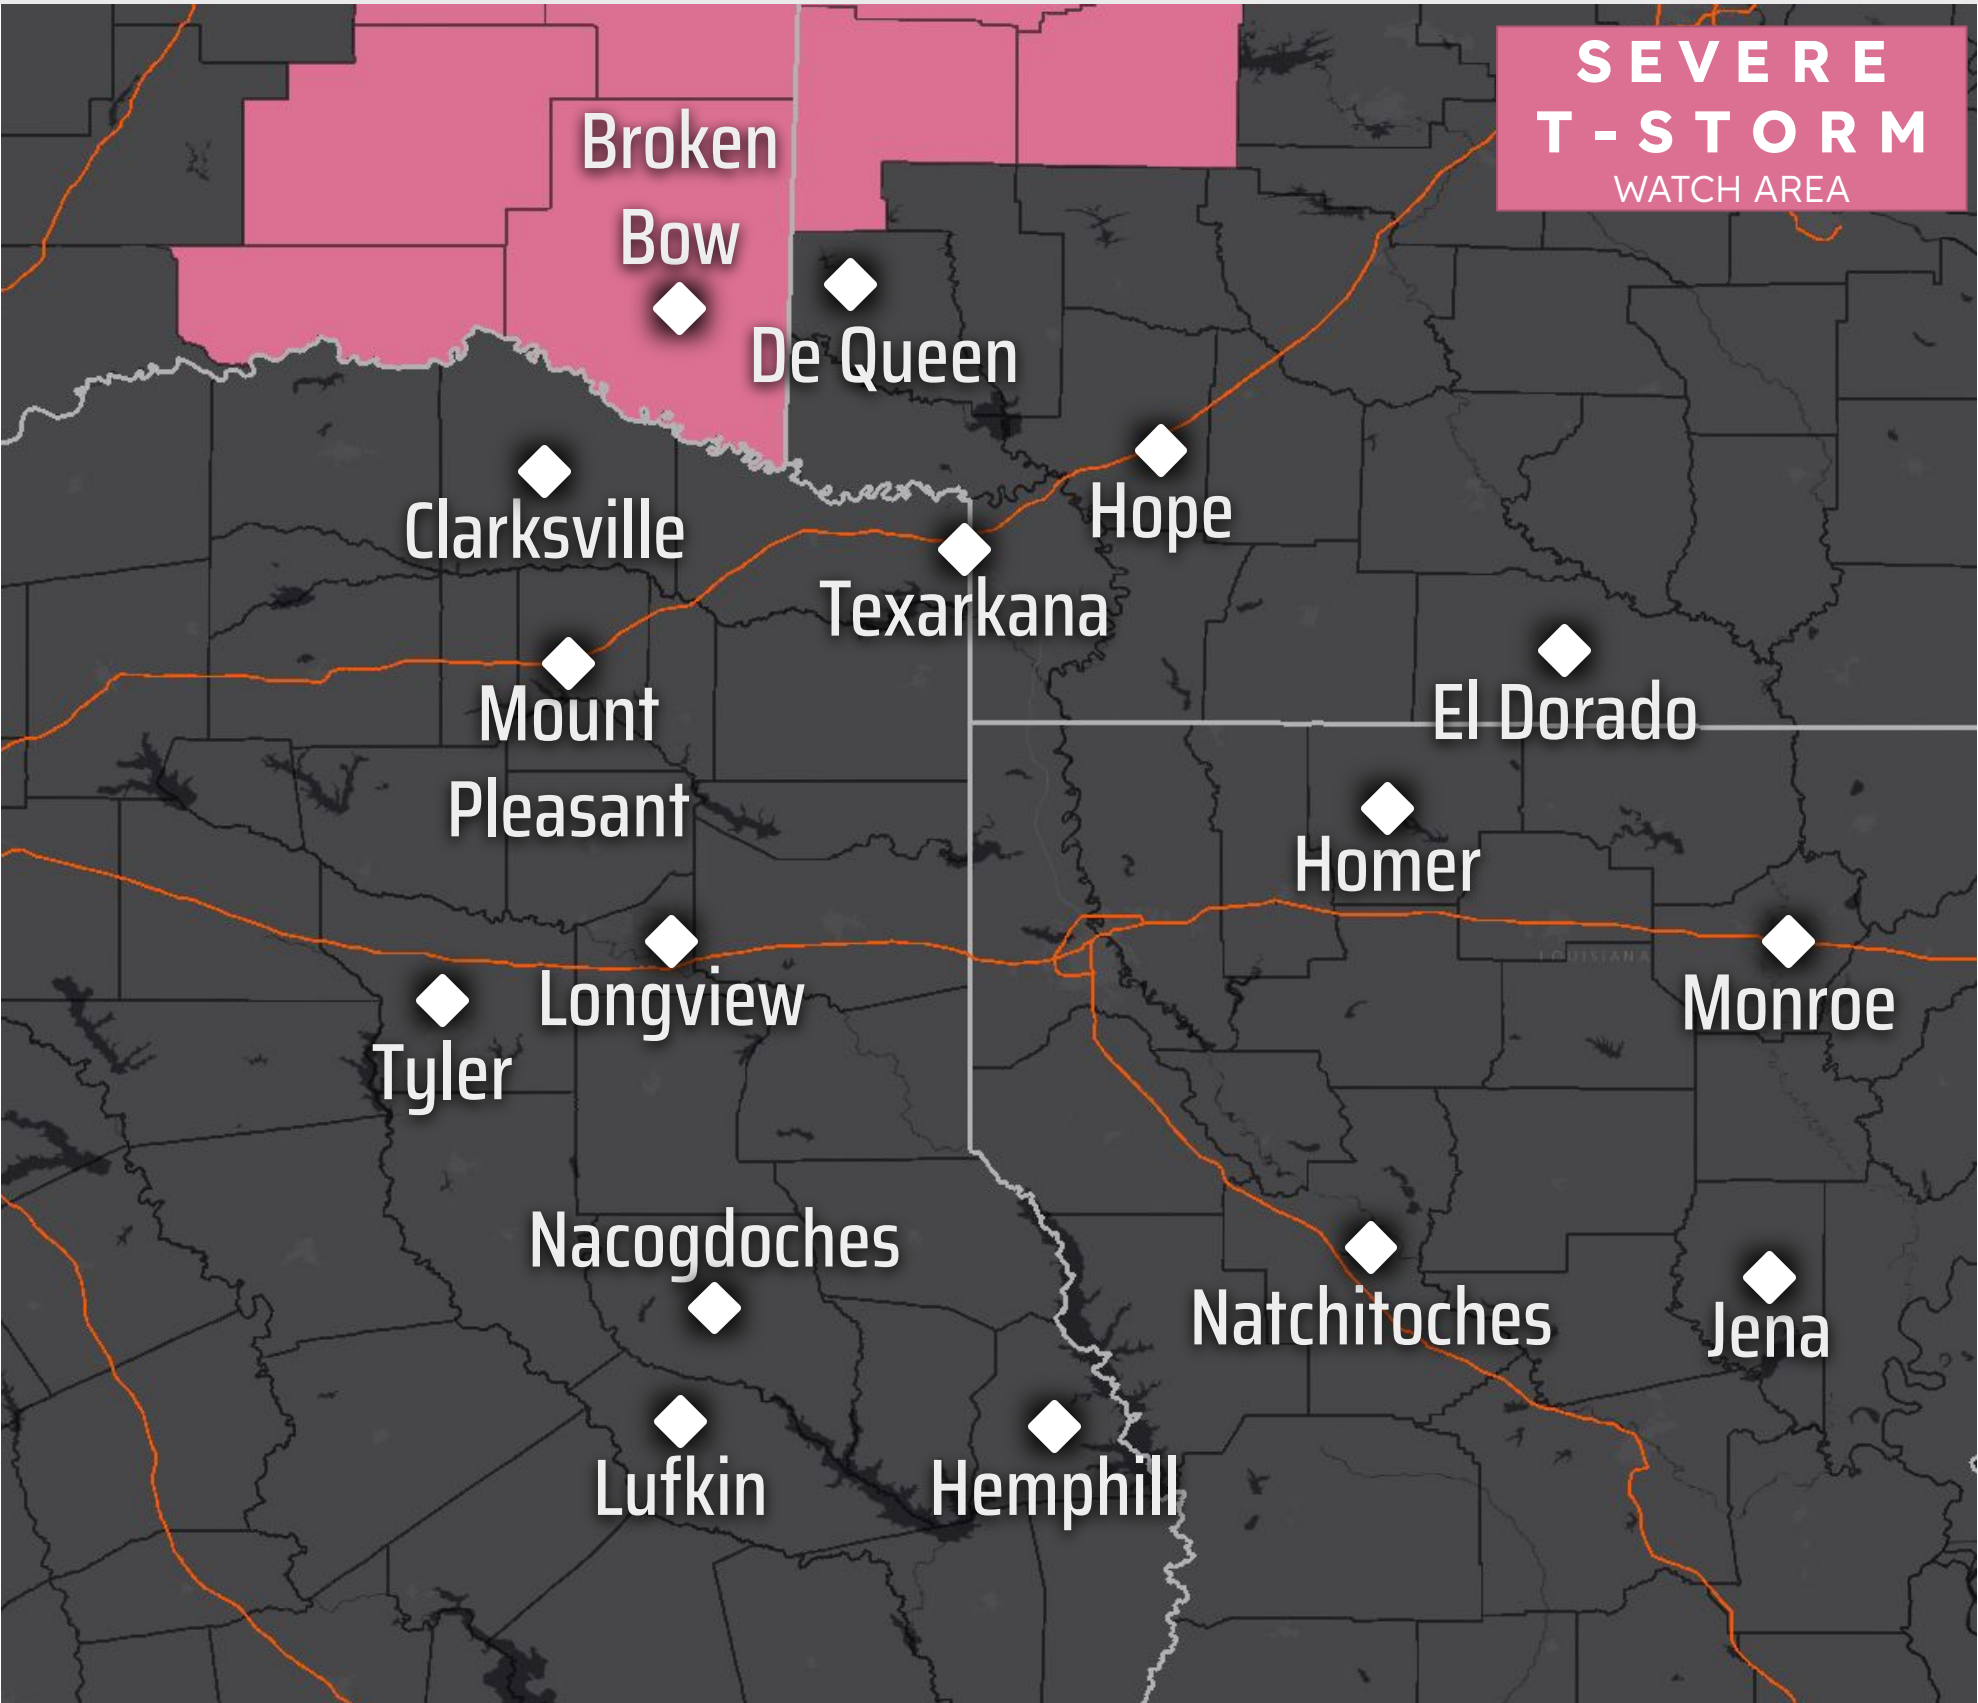 SEVERE
T-STORM
WATCH AREA
Broken
Bow
De Queen
Hope
Clarksville
Texarkana
El Dorado
Mount
Pleasant
Homer
Longview
Monroe
LOUISIANA
Tyler
Nacogdoches
Natchitoches
Jena
Lufkin
Hemphill